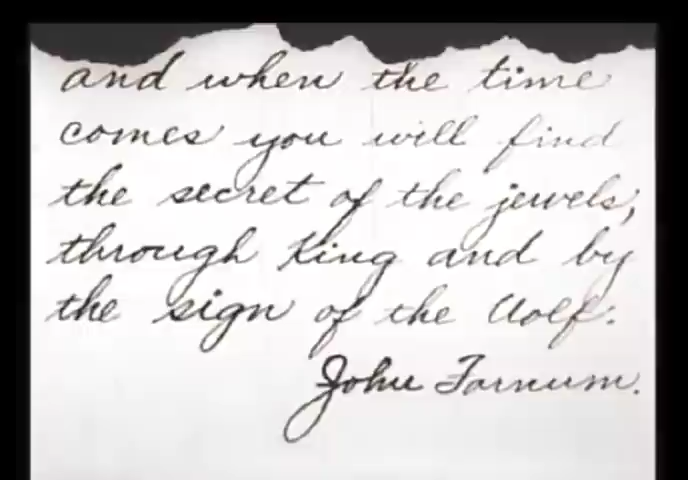 and when the time
comes you will find
the secret of the jewels,
through King and by
the sign of the Wolf.
John Farnum.